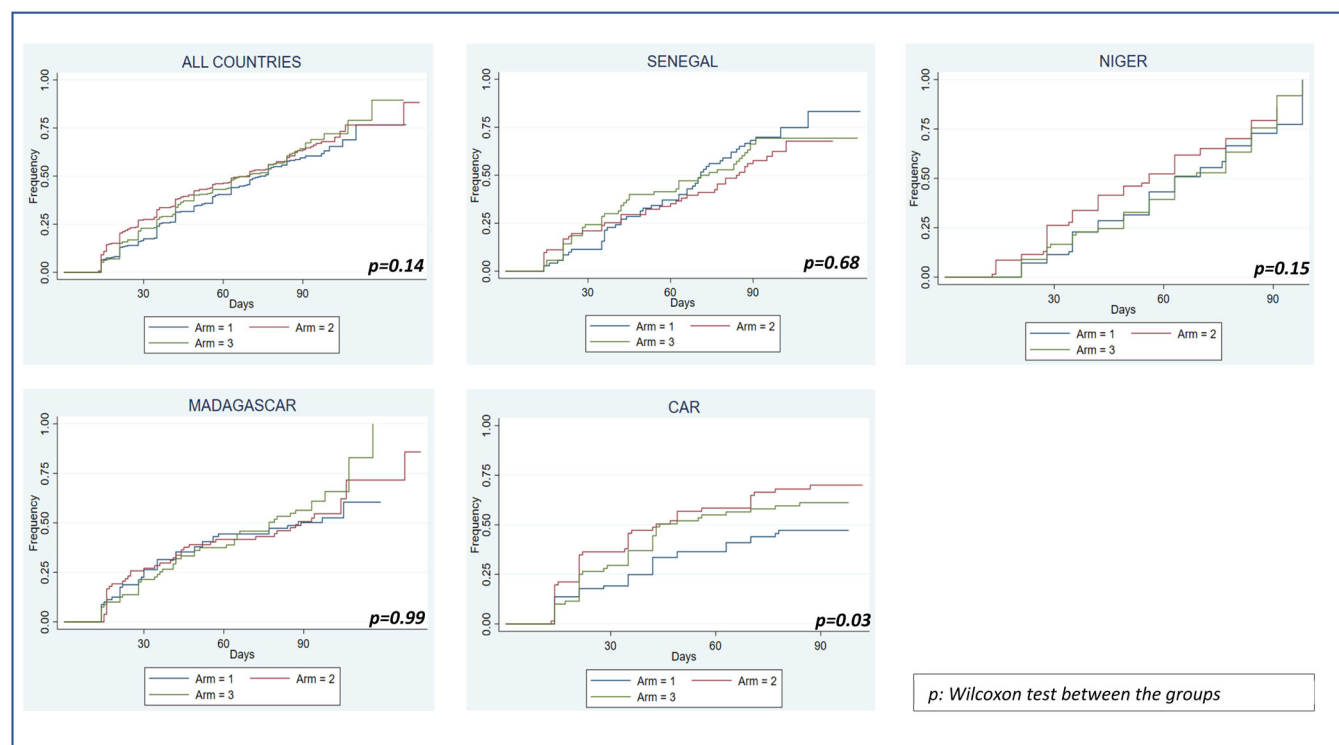 ALL COUNTRIES
1.00
0.75
0.50
0.25
0.00
Frequency
30
60
90
Days
p=0.14
Arm = 1
Arm = 2
Arm = 3
SENEGAL
1.00
0.75
0.50
0.25
0.00
Frequency
30
60
90
Days
p=0.68
Arm = 1
Arm = 2
Arm = 3
NIGER
1.00
0.75
0.50
0.25
0.00
Frequency
30
60
90
Days
p=0.15
Arm = 1
Arm = 2
Arm = 3
MADAGASCAR
1.00
0.75
0.50
0.25
0.00
Frequency
30
60
90
Days
p=0.99
Arm = 1
Arm = 2
Arm = 3
CAR
1.00
0.75
0.50
0.25
0.00
Frequency
30
60
90
Days
p=0.03
Arm = 1
Arm = 2
Arm = 3
p: Wilcoxon test between the groups